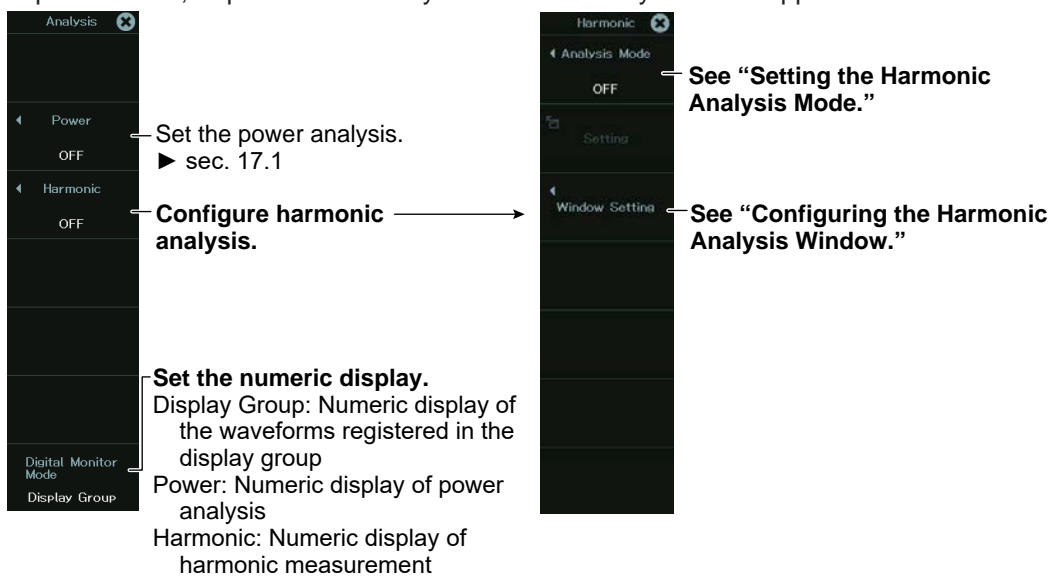 Analysis
Power
OFF
Harmonic
OFF
Digital Monitor
Mode
Display Group
Set the power analysis.
► sec. 17.1
Configure harmonic
analysis.
Set the numeric display.
Display Group: Numeric display of
the waveforms registered in the
display group
Power: Numeric display of power
analysis
Harmonic: Numeric display of
harmonic measurement
Harmonic
Analysis Mode
OFF
Setting
Window Setting
See “Setting the Harmonic
Analysis Mode.”
See “Configuring the Harmonic
Analysis Window.”